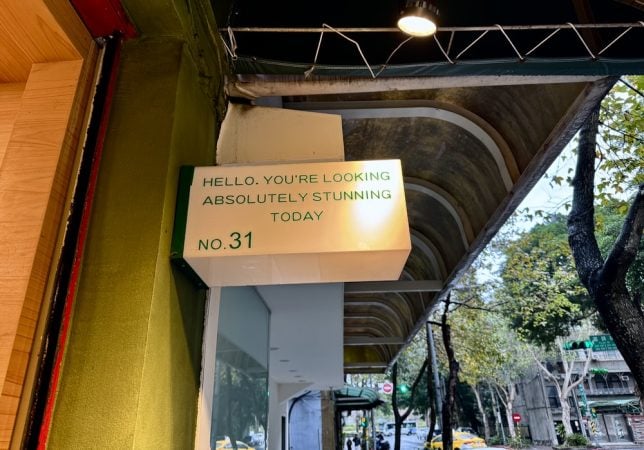 HELLO. YOU'RE LOOKING
ABSOLUTELY STUNNING
TODAY
NO. 31